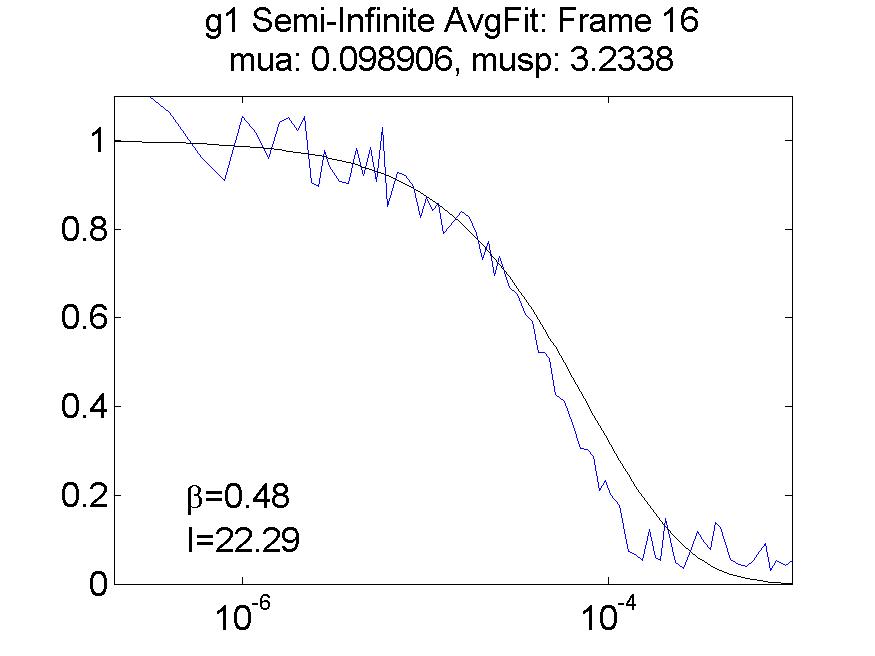 g1 Semi-Infinite AvgFit: Frame 16
mua: 0.098906, musp: 3.2338
1
0.8
0.6
0.4
0.2
0
β=0.48
I=22.29
10^-6
10^-4